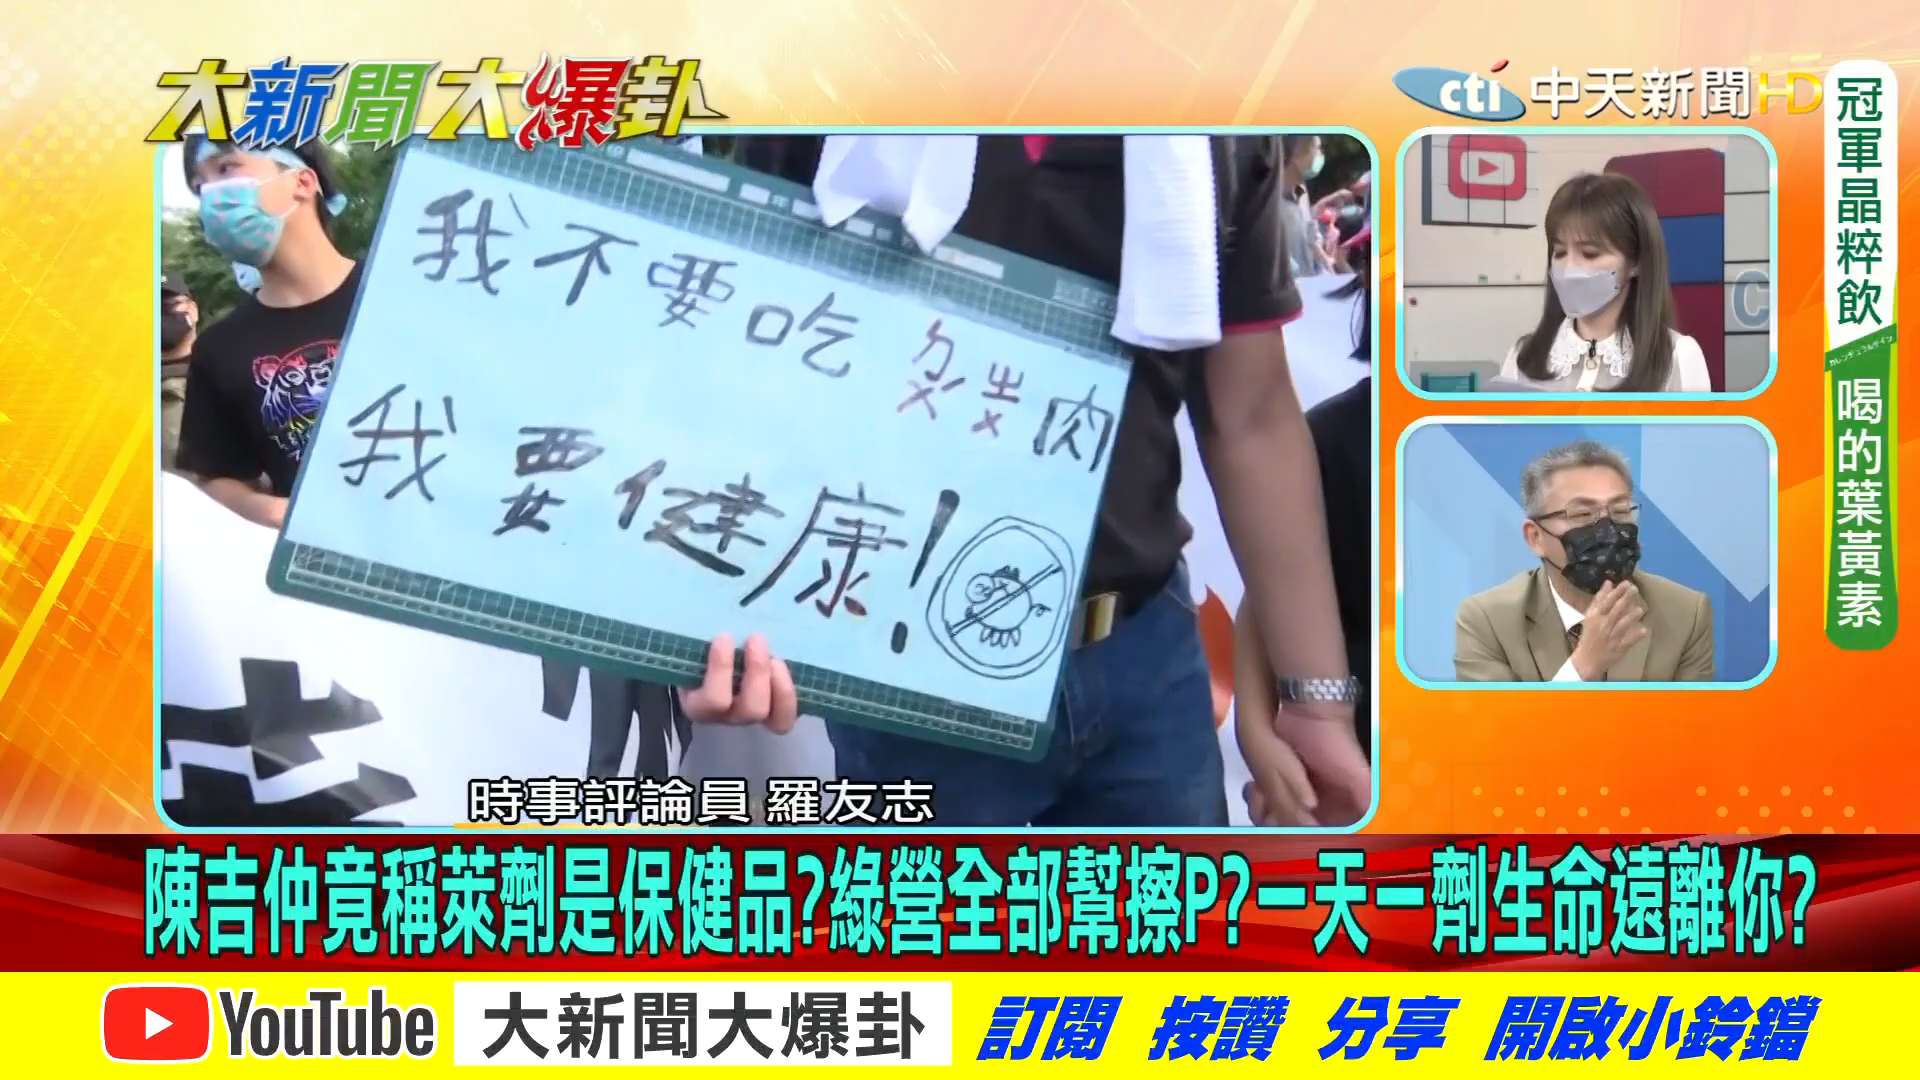 大新聞大爆卦
cti 中天新聞HD
冠軍晶粹飲
喝的葉黃素
我不要吃ㄉㄨ生肉
我要健康!
時事評論員 羅友志
陳吉仲竟稱萊劑是保健品?綠營全部幫擦P?一天一劑生命遠離你?
YouTube 大新聞大爆卦 訂閱 按讚 分享 開啟小鈴鐺